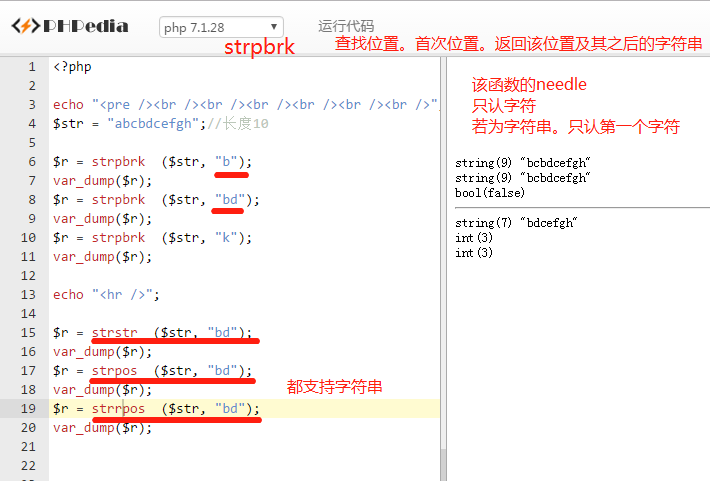 PHPedia php 7.1.28 运行代码
strpbrk 查找位置。首次位置。返回该位置及其之后的字符串
1 <?php
2
3 echo "<pre /><br /><br /><br /><br /><br /><br />"
4 $str = "abcbdcefgh";//长度10
5
6 $r = strpbrk  ($str, "b");
7 var_dump($r);
8 $r = strpbrk  ($str, "bd");
9 var_dump($r);
10 $r = strpbrk  ($str, "k");
11 var_dump($r);
12
13 echo "<hr />";
14
15 $r = strstr  ($str, "bd");
16 var_dump($r);
17 $r = strpos  ($str, "bd");
18 var_dump($r);
19 $r = strrpos  ($str, "bd");
20 var_dump($r);
21
22
23
都支持字符串
该函数的needle
只认字符
若为字符串。只认第一个字符
string(9) "bcbdcefgh"
string(9) "bcbdcefgh"
bool(false)
string(7) "bdcefgh"
int(3)
int(3)